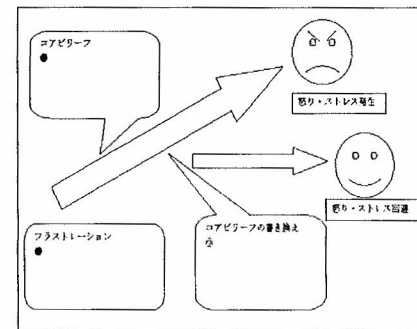 コアビリーフ
●
怒り・ストレス発生
怒り・ストレス回避
フラストレーション
●
コアビリーフの書き換え